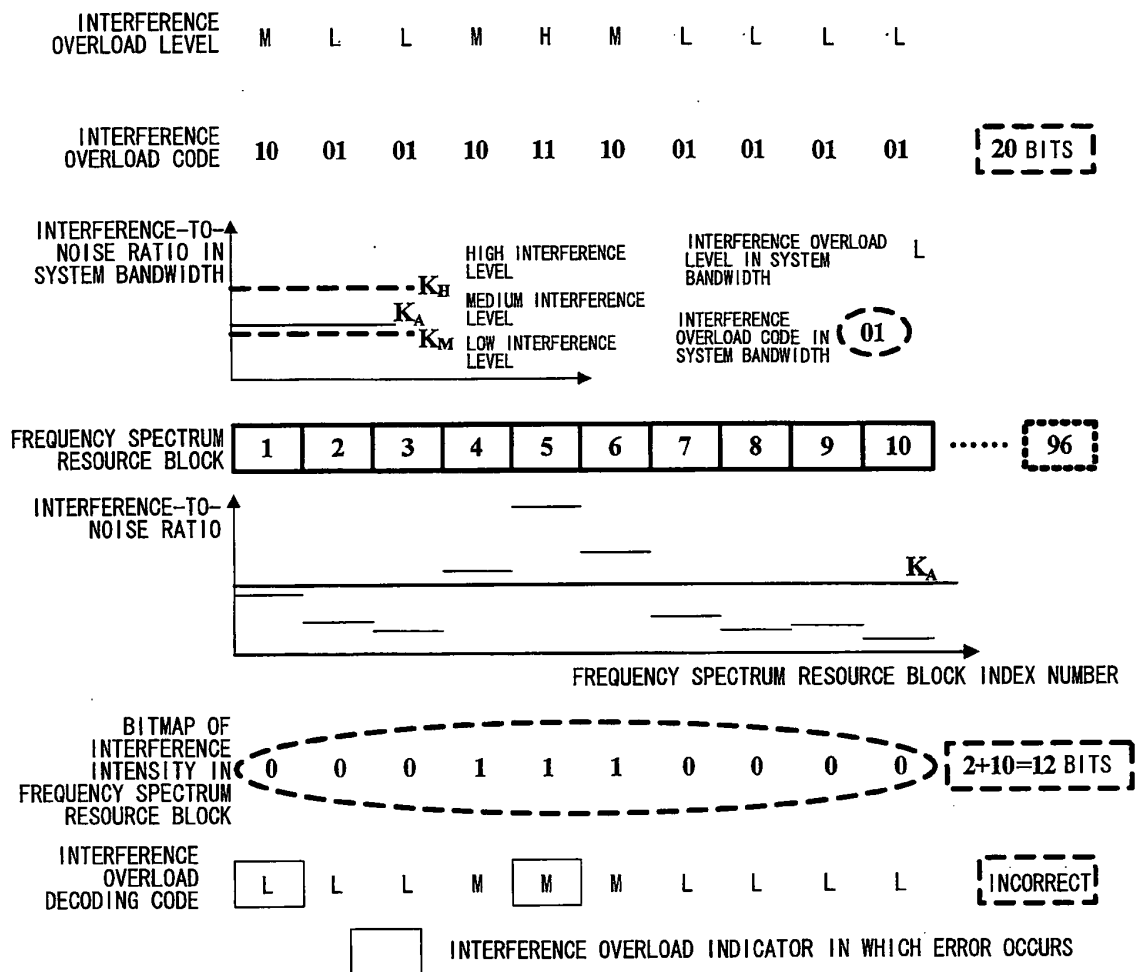 INTERFERENCE
OVERLOAD LEVEL
M L L M H M L L L L
INTERFERENCE
OVERLOAD CODE
10 01 01 10 11 10 01 01 01 01
20 BITS
INTERFERENCE-TO-
NOISE RATIO IN
SYSTEM BANDWIDTH
KH
KA
KM
HIGH INTERFERENCE
LEVEL
MEDIUM INTERFERENCE
LEVEL
LOW INTERFERENCE
LEVEL
INTERFERENCE OVERLOAD
LEVEL IN SYSTEM
BANDWIDTH
L
INTERFERENCE
OVERLOAD CODE IN
SYSTEM BANDWIDTH
01
FREQUENCY SPECTRUM
RESOURCE BLOCK
1 2 3 4 5 6 7 8 9 10 ...... 96
INTERFERENCE-TO-
NOISE RATIO
KA
FREQUENCY SPECTRUM RESOURCE BLOCK INDEX NUMBER
BITMAP OF
INTERFERENCE
INTENSITY IN
FREQUENCY SPECTRUM
RESOURCE BLOCK
0 0 0 1 1 1 0 0 0 0
2+10=12 BITS
INTERFERENCE
OVERLOAD
DECODING CODE
L L L M M M L L L L
INCORRECT
INTERFERENCE OVERLOAD INDICATOR IN WHICH ERROR OCCURS